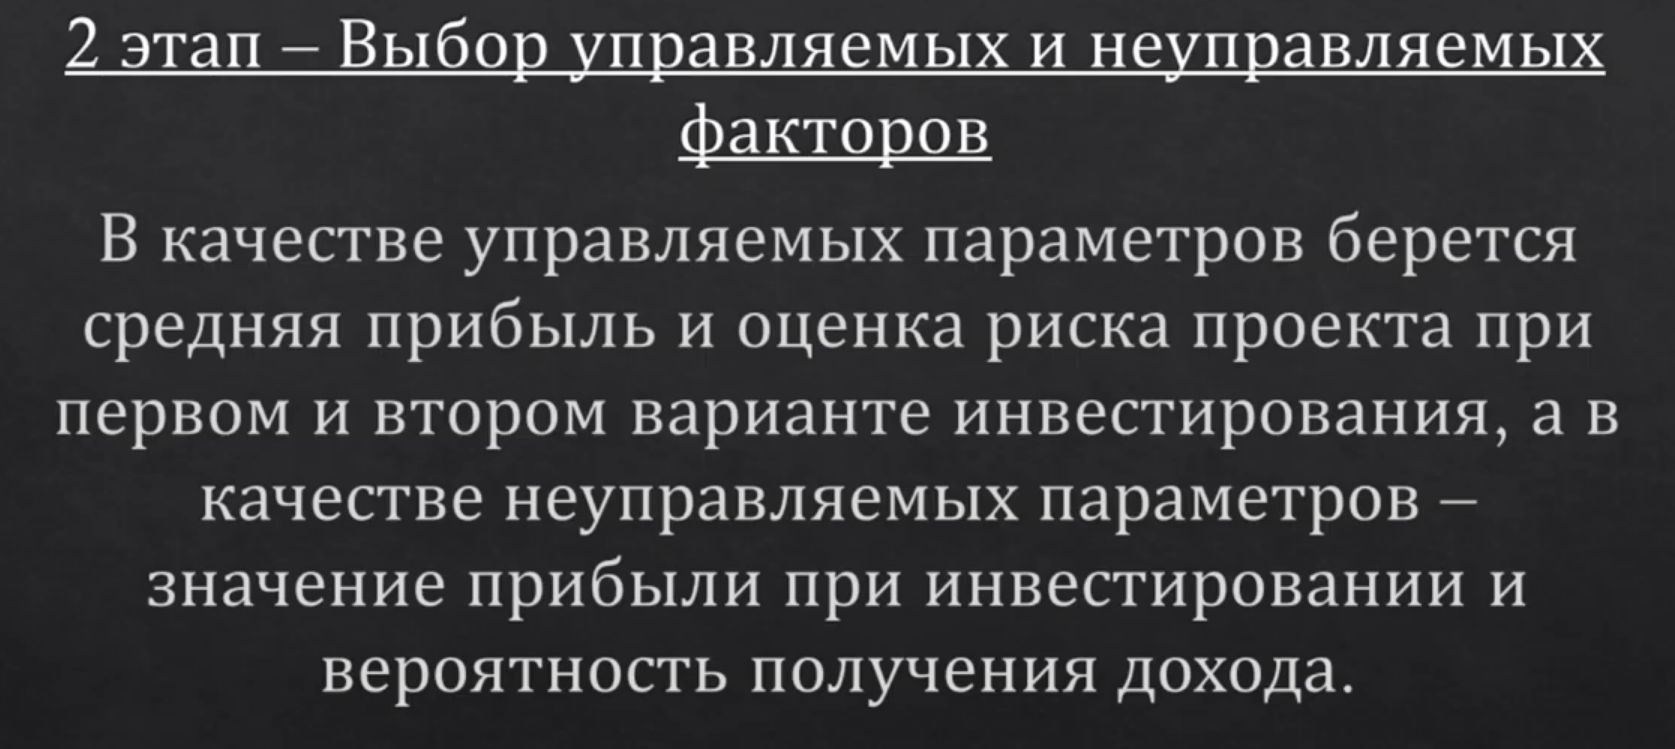 2 этап – Выбор управляемых и неуправляемых
факторов
В качестве управляемых параметров берется
средняя прибыль и оценка риска проекта при
первом и втором варианте инвестирования, а в
качестве неуправляемых параметров –
значение прибыли при инвестировании и
вероятность получения дохода.